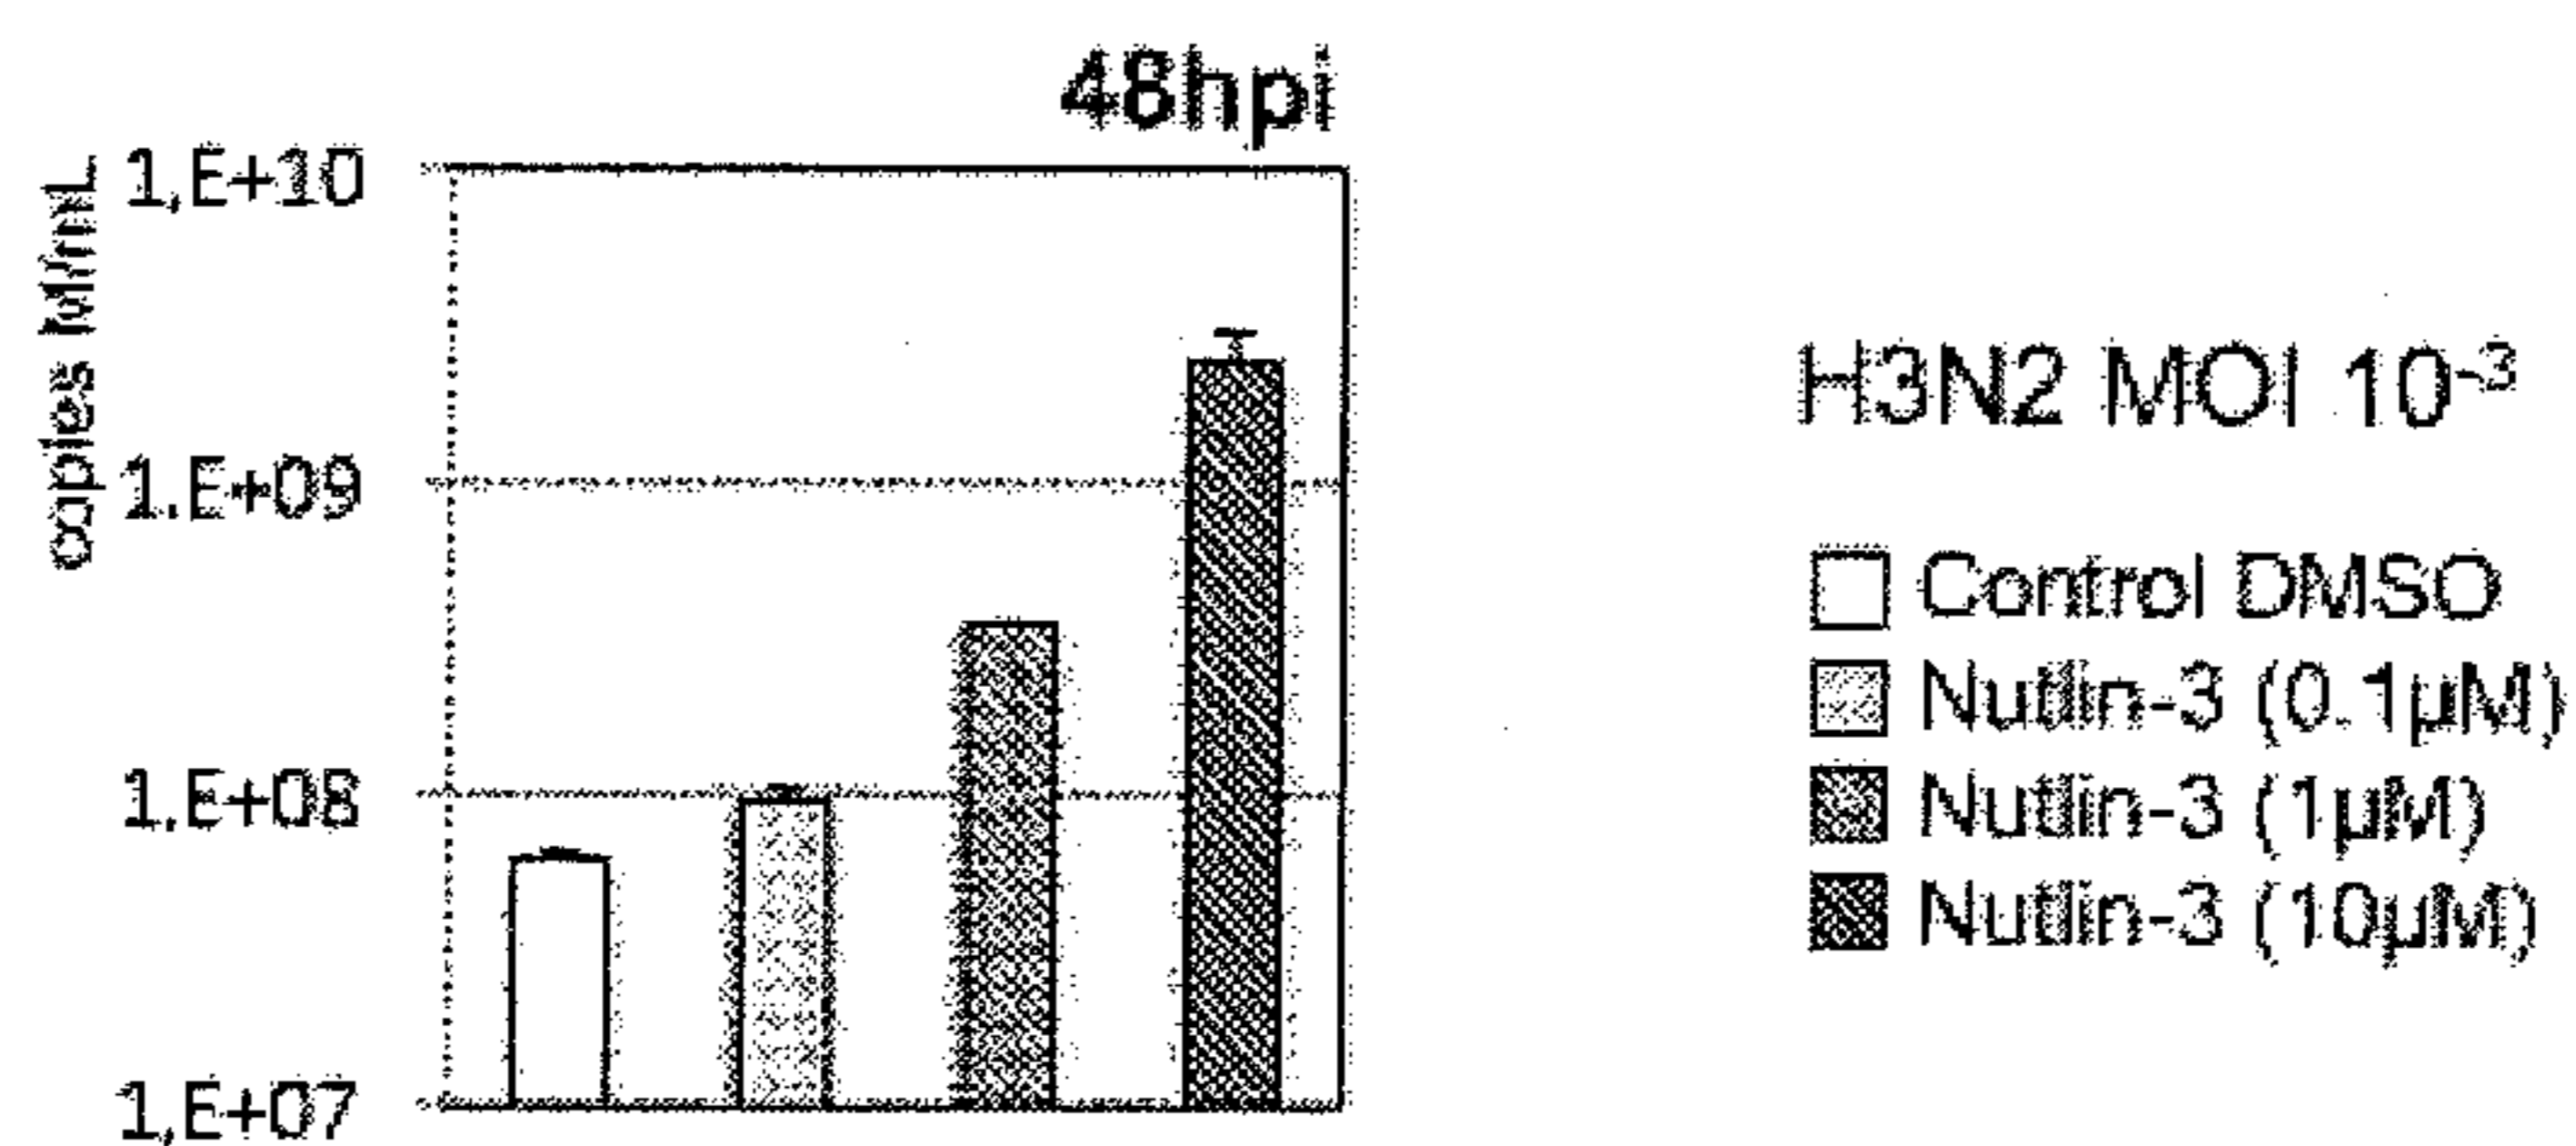 48hpi
copies M/mL
1,E+10
1.E+09
1.E+08
1,E+07
H3N2 MOI 10⁻³
Control DMSO
Nutlin-3 (0.1µM)
Nutlin-3 (1µM)
Nutlin-3 (10µM)